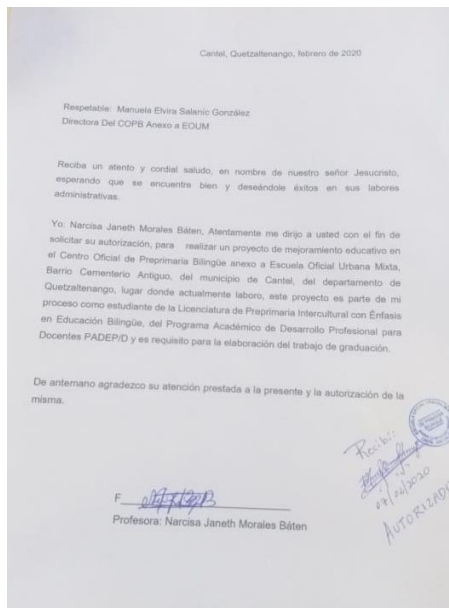 Cantel, Quetzaltenango, febrero de 2020
Respetable: Manuela Elvira Salanic González
Directora Del COPB Anexo a EOUM
Reciba un atento y cordial saludo, en nombre de nuestro señor Jesucristo,
esperando que se encuentre bien y deseándole éxitos en sus labores
administrativas.
Yo: Narcisa Janeth Morales Báten, Atentamente me dirijo a usted con el fin de
solicitar su autorización, para realizar un proyecto de mejoramiento educativo en
el Centro Oficial de Preprimaria Bilingüe anexo a Escuela Oficial Urbana Mixta,
Barrio Cementerio Antiguo, del municipio de Cantel, del departamento de
Quetzaltenango, lugar donde actualmente laboro, este proyecto es parte de mi
proceso como estudiante de la Licenciatura de Preprimaria Intercultural con Énfasis
en Educación Bilingüe, del Programa Académico de Desarrollo Profesional para
Docentes PADEP/D y es requisito para la elaboración del trabajo de graduación.
De antemano agradezco su atención prestada a la presente y la autorización de la
misma.
Recibí:
AUTORIZADO
F
Profesora: Narcisa Janeth Morales Báten